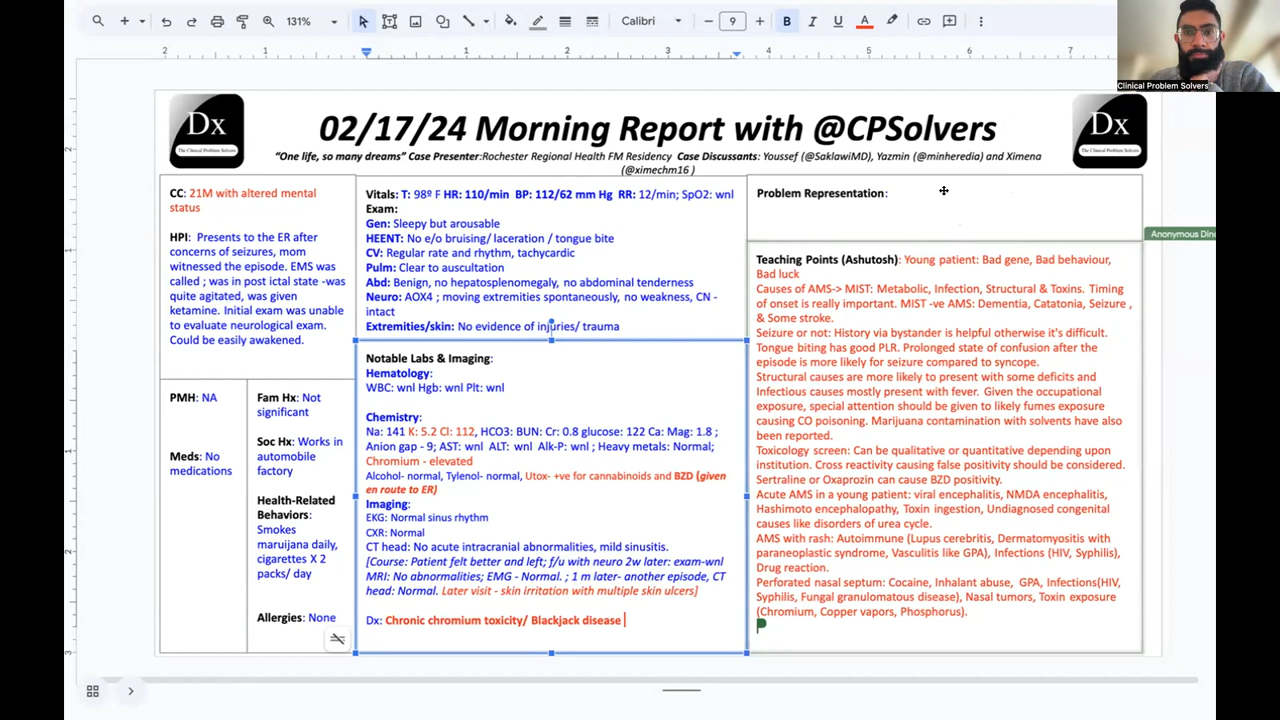 131%
Calibri
9
B
I
U
A
2
1
1
2
3
4
5
6
7
Clinical Problem Solvers
Dx
The Clinical Problem Solvers
02/17/24 Morning Report with @CPSolvers
"One life, so many dreams" Case Presenter:Rochester Regional Health FM Residency Case Discussants: Youssef (@SaklawiMD), Yazmin (@minheredia) and Ximena
(@ximechm16 )
Dx
The Clinical Problem Solvers
CC: 21M with altered mental
status
HPI: Presents to the ER after
concerns of seizures, mom
witnessed the episode. EMS was
called ; was in post ictal state -was
quite agitated, was given
ketamine. Initial exam was unable
to evaluate neurological exam.
Could be easily awakened.
PMH: NA
Meds: No
medications
Fam Hx: Not
significant
Soc Hx: Works in
automobile
factory
Health-Related
Behaviors:
Smokes
maruijana daily,
cigarettes X 2
packs/ day
Allergies: None
Vitals: T: 98º F HR: 110/min BP: 112/62 mm Hg RR: 12/min; SpO2: wnl
Exam:
Gen: Sleepy but arousable
HEENT: No e/o bruising/ laceration / tongue bite
CV: Regular rate and rhythm, tachycardic
Pulm: Clear to auscultation
Abd: Benign, no hepatosplenomegaly, no abdominal tenderness
Neuro: AOX4 ; moving extremities spontaneously, no weakness, CN -
intact
Extremities/skin: No evidence of injuries/ trauma
Notable Labs & Imaging:
Hematology:
WBC: wnl Hgb: wnl Plt: wnl
Chemistry:
Na: 141 K: 5.2 Cl: 112, HCO3: BUN: Cr: 0.8 glucose: 122 Ca: Mag: 1.8 ;
Anion gap - 9; AST: wnl ALT: wnl Alk-P: wnl ; Heavy metals: Normal;
Chromium - elevated
Alcohol- normal, Tylenol- normal, Utox- +ve for cannabinoids and BZD (given
en route to ER)
Imaging:
EKG: Normal sinus rhythm
CXR: Normal
CT head: No acute intracranial abnormalities, mild sinusitis.
[Course: Patient felt better and left; f/u with neuro 2w later: exam-wnl
MRI: No abnormalities; EMG - Normal. ; 1 m later- another episode, CT
head: Normal. Later visit - skin irritation with multiple skin ulcers]
Dx: Chronic chromium toxicity/ Blackjack disease
Problem Representation:
Anonymous Din
Teaching Points (Ashutosh): Young patient: Bad gene, Bad behaviour,
Bad luck
Causes of AMS-> MIST: Metabolic, Infection, Structural & Toxins. Timing
of onset is really important. MIST -ve AMS: Dementia, Catatonia, Seizure ,
& Some stroke.
Seizure or not: History via bystander is helpful otherwise it's difficult.
Tongue biting has good PLR. Prolonged state of confusion after the
episode is more likely for seizure compared to syncope.
Structural causes are more likely to present with some deficits and
Infectious causes mostly present with fever. Given the occupational
exposure, special attention should be given to likely fumes exposure
causing CO poisoning. Marijuana contamination with solvents have also
been reported.
Toxicology screen: Can be qualitative or quantitative depending upon
institution. Cross reactivity causing false positivity should be considered.
Sertraline or Oxaprozin can cause BZD positivity.
Acute AMS in a young patient: viral encephalitis, NMDA encephalitis,
Hashimoto encephalopathy, Toxin ingestion, Undiagnosed congenital
causes like disorders of urea cycle.
AMS with rash: Autoimmune (Lupus cerebritis, Dermatomyositis with
paraneoplastic syndrome, Vasculitis like GPA), Infections (HIV, Syphilis),
Drug reaction.
Perforated nasal septum: Cocaine, Inhalant abuse, GPA, Infections(HIV,
Syphilis, Fungal granulomatous disease), Nasal tumors, Toxin exposure
(Chromium, Copper vapors, Phosphorus).
1
2
3